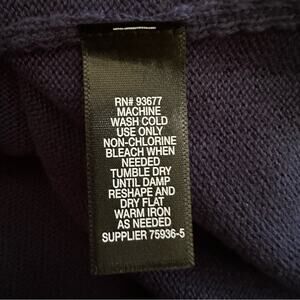 RN# 93677
MACHINE
WASH COLD
USE ONLY
NON-CHLORINE
BLEACH WHEN
NEEDED
TUMBLE DRY
UNTIL DAMP
RESHAPE AND
DRY FLAT
WARM IRON
AS NEEDED
SUPPLIER 75936-5